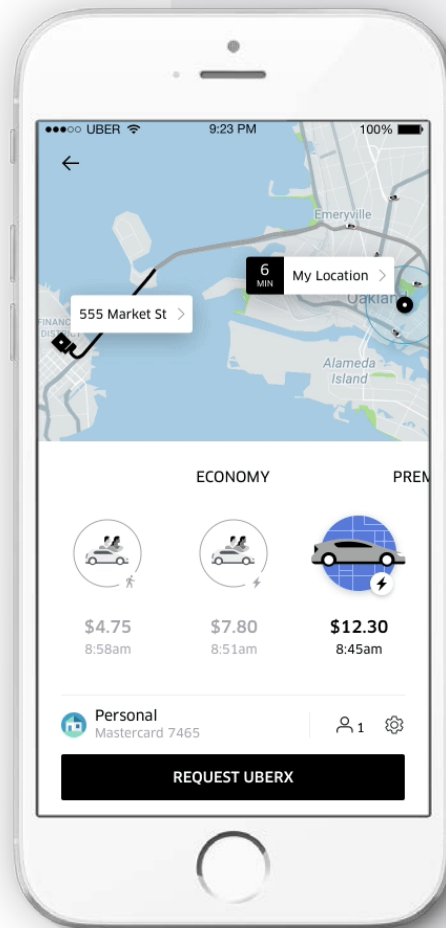 UBER 9:23 PM 100%
Emeryville
6 MIN My Location
Oakland
555 Market St
FINANC
DISTRICT
Alameda
Island
ECONOMY PREM
$4.75 $7.80 $12.30
8:58am 8:51am 8:45am
Personal
Mastercard 7465
1
REQUEST UBERX